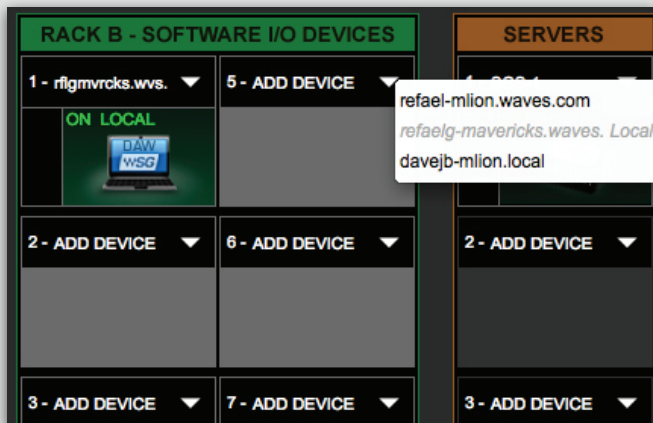 RACK B - SOFTWARE I/O DEVICES
SERVERS
1 - rflgmvrcks.wvs.
5 - ADD DEVICE
refael-mlion.waves.com
refaelg-mavericks.waves. Local
davejb-mlion.local
ON LOCAL
DAW
WSG
2 - ADD DEVICE
6 - ADD DEVICE
2 - ADD DEVICE
3 - ADD DEVICE
7 - ADD DEVICE
3 - ADD DEVICE